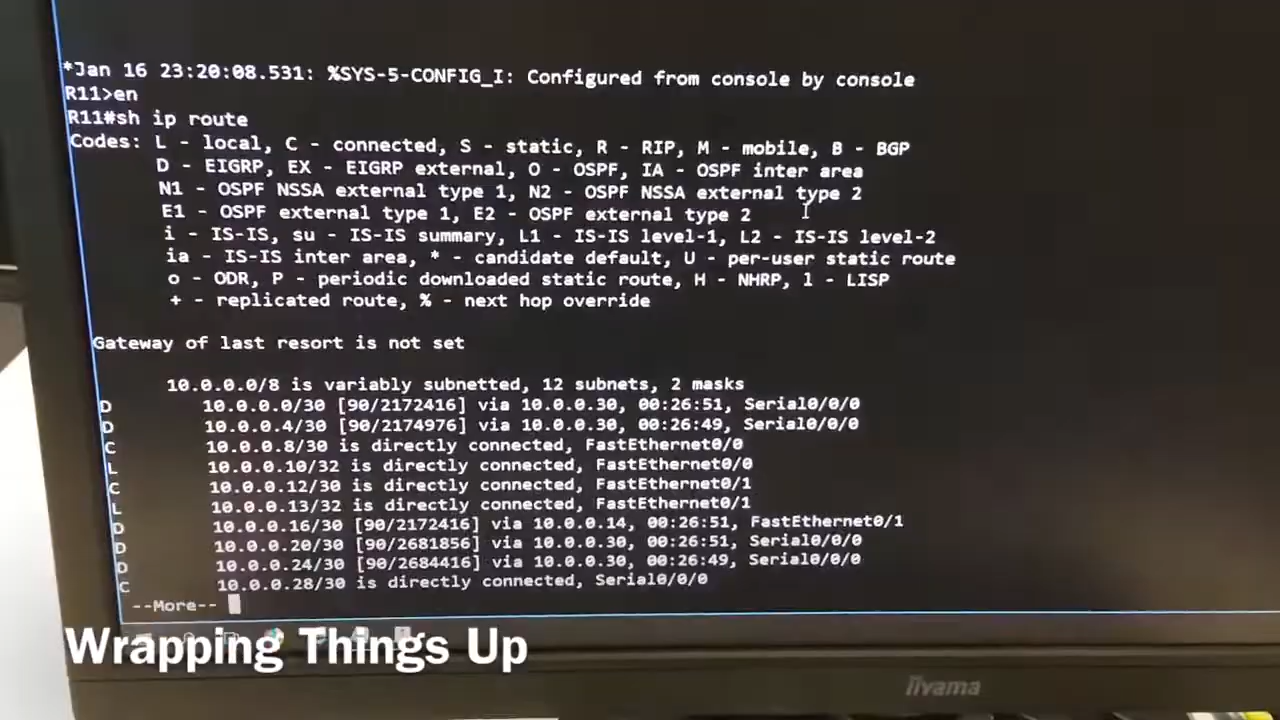 *Jan 16 23:20:08.531: %SYS-5-CONFIG_I: Configured from console by console
R11>en
R11#sh ip route
Codes: L - local, C - connected, S - static, R - RIP, M - mobile, B - BGP
D - EIGRP, EX - EIGRP external, O - OSPF, IA - OSPF inter area
N1 - OSPF NSSA external type 1, N2 - OSPF NSSA external type 2
E1 - OSPF external type 1, E2 - OSPF external type 2
i - IS-IS, su - IS-IS summary, L1 - IS-IS level-1, L2 - IS-IS level-2
ia - IS-IS inter area, * - candidate default, U - per-user static route
o - ODR, P - periodic downloaded static route, H - NHRP, l - LISP
+ - replicated route, % - next hop override
Gateway of last resort is not set
10.0.0.0/8 is variably subnetted, 12 subnets, 2 masks
D 10.0.0.0/30 [90/2172416] via 10.0.0.30, 00:26:51, Serial0/0/0
D 10.0.0.4/30 [90/2174976] via 10.0.0.30, 00:26:49, Serial0/0/0
C 10.0.0.8/30 is directly connected, FastEthernet0/0
L 10.0.0.10/32 is directly connected, FastEthernet0/0
C 10.0.0.12/30 is directly connected, FastEthernet0/1
L 10.0.0.13/32 is directly connected, FastEthernet0/1
D 10.0.0.16/30 [90/2172416] via 10.0.0.14, 00:26:51, FastEthernet0/1
D 10.0.0.20/30 [90/2681856] via 10.0.0.30, 00:26:51, Serial0/0/0
D 10.0.0.24/30 [90/2684416] via 10.0.0.30, 00:26:49, Serial0/0/0
C 10.0.0.28/30 is directly connected, Serial0/0/0
--More--
Wrapping Things Up
iiyama